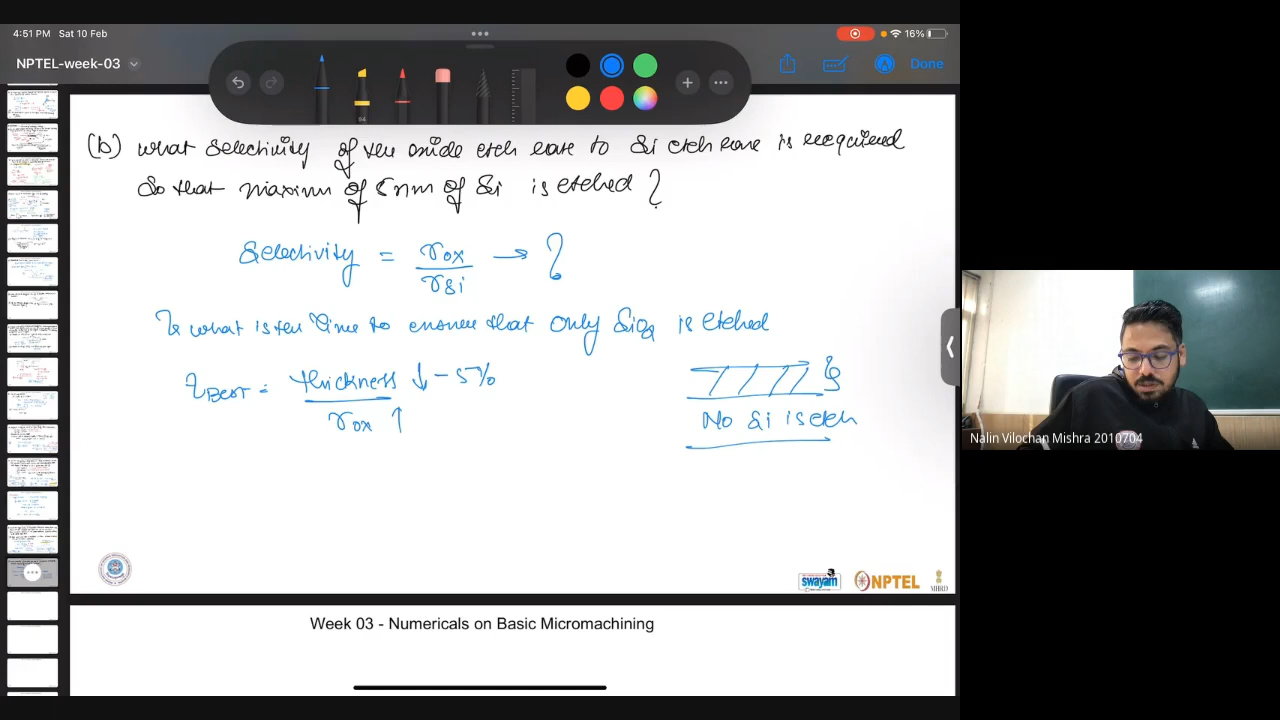 4:51 PM Sat 10 Feb
16%
NPTEL-week-03
Done
(b) what selectivity of the oxide etch rate to Si etch rate is required
So that maximum of 5nm of Si is etched?
Selectivity = rox / rSi → ?
what is the time to ensure that only SiO2 is etched
thickness ↓ -5%
rox ↑
No Si is etch
Nalin Vilochan Mishra 2010704
swayam
NPTEL
MHRD
Week 03 - Numericals on Basic Micromachining